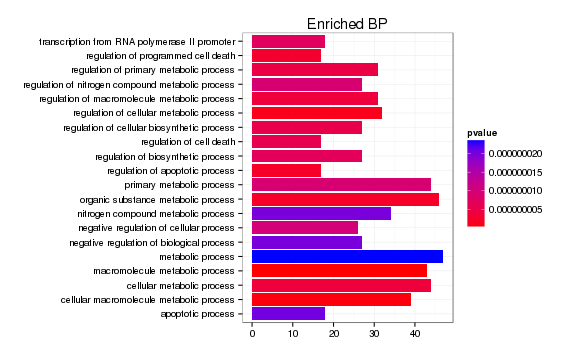 Enriched BP
transcription from RNA polymerase II promoter
regulation of programmed cell death
regulation of primary metabolic process
regulation of nitrogen compound metabolic process
regulation of macromolecule metabolic process
regulation of cellular metabolic process
regulation of cellular biosynthetic process
regulation of cell death
regulation of biosynthetic process
regulation of apoptotic process
primary metabolic process
organic substance metabolic process
nitrogen compound metabolic process
negative regulation of cellular process
negative regulation of biological process
metabolic process
macromolecule metabolic process
cellular metabolic process
cellular macromolecule metabolic process
apoptotic process
0 10 20 30 40
pvalue
0.000000020
0.000000015
0.000000010
0.000000005